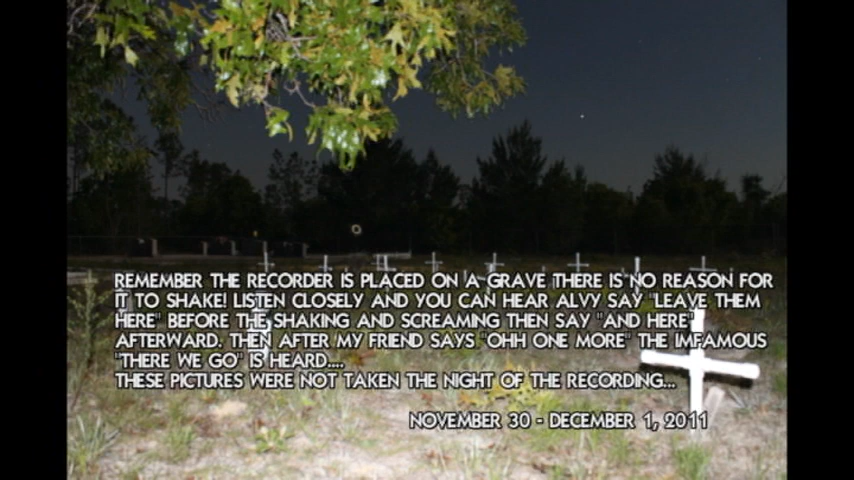 REMEMBER THE RECORDER IS PLACED ON A GRAVE THERE IS NO REASON FOR
IT TO SHAKE! LISTEN CLOSELY AND YOU CAN HEAR ALVY SAY "LEAVE THEM
HERE" BEFORE THE SHAKING AND SCREAMING THEN SAY "AND HERE"
AFTERWARD. THEN AFTER MY FRIEND SAYS "OHH ONE MORE" THE IMFAMOUS
"THERE WE GO" IS HEARD....
THESE PICTURES WERE NOT TAKEN THE NIGHT OF THE RECORDING...
NOVEMBER 30 - DECEMBER 1, 2011